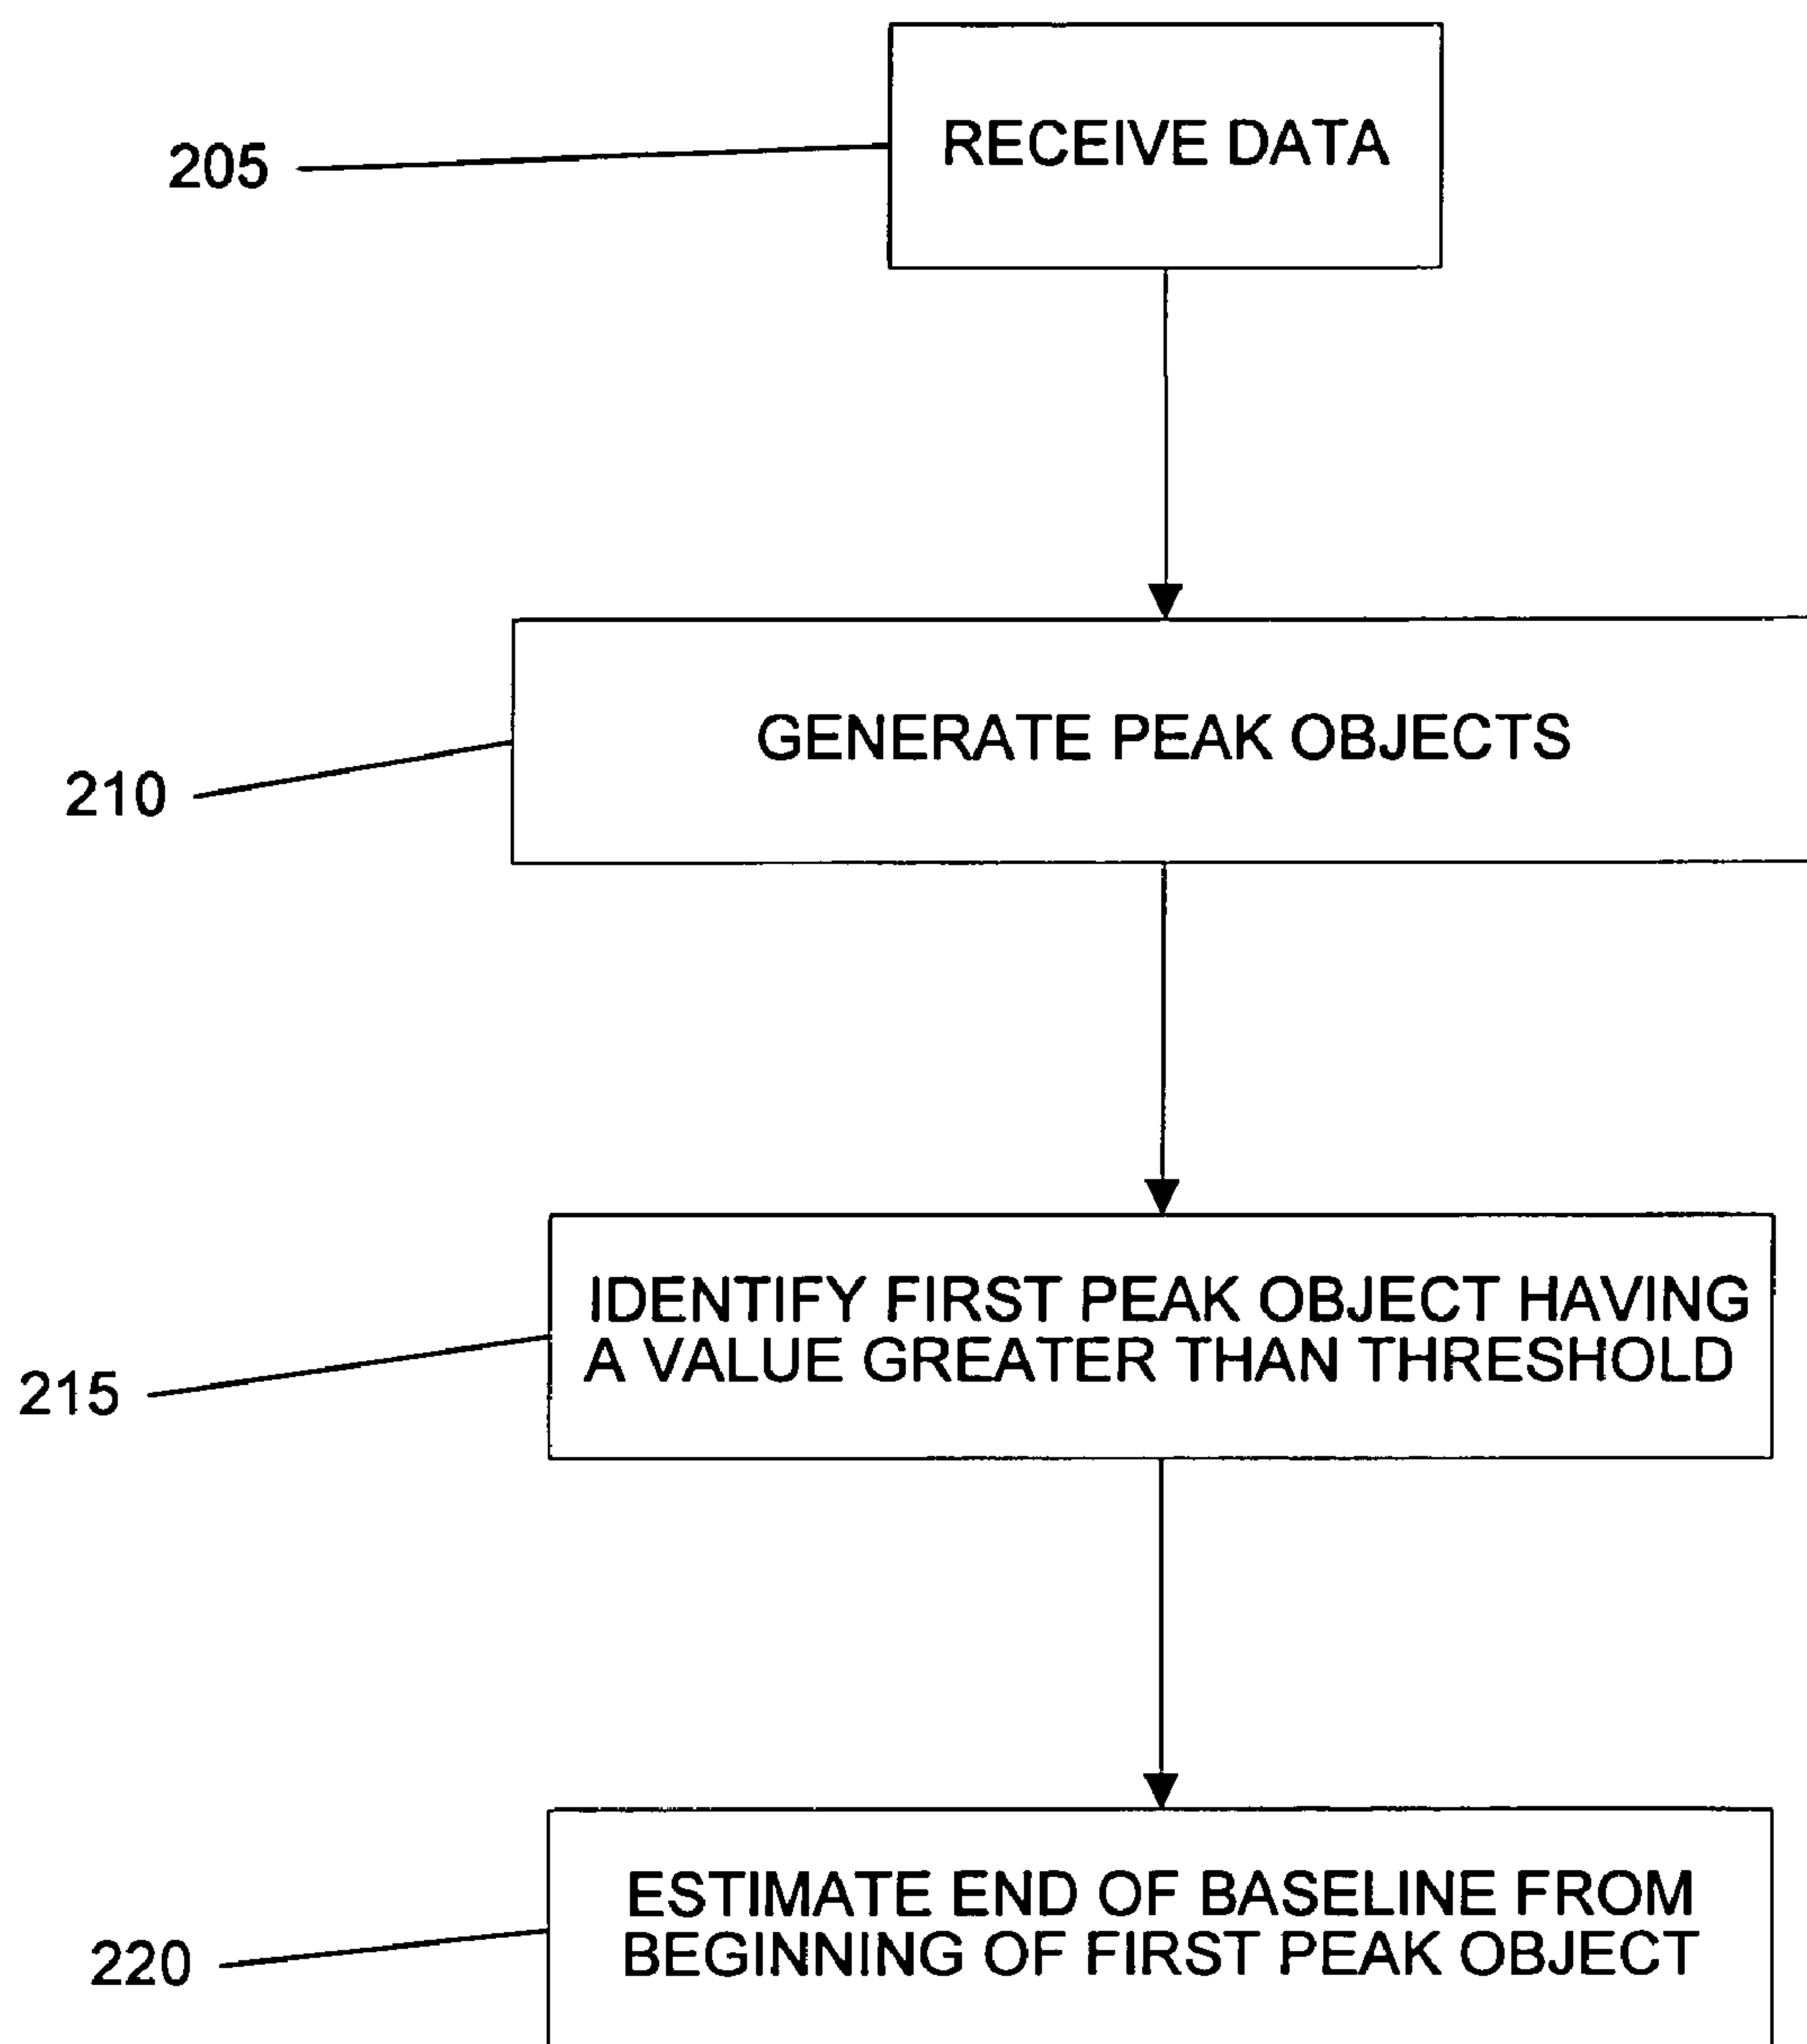 205
RECEIVE DATA
210
GENERATE PEAK OBJECTS
215
IDENTIFY FIRST PEAK OBJECT HAVING
A VALUE GREATER THAN THRESHOLD
220
ESTIMATE END OF BASELINE FROM
BEGINNING OF FIRST PEAK OBJECT